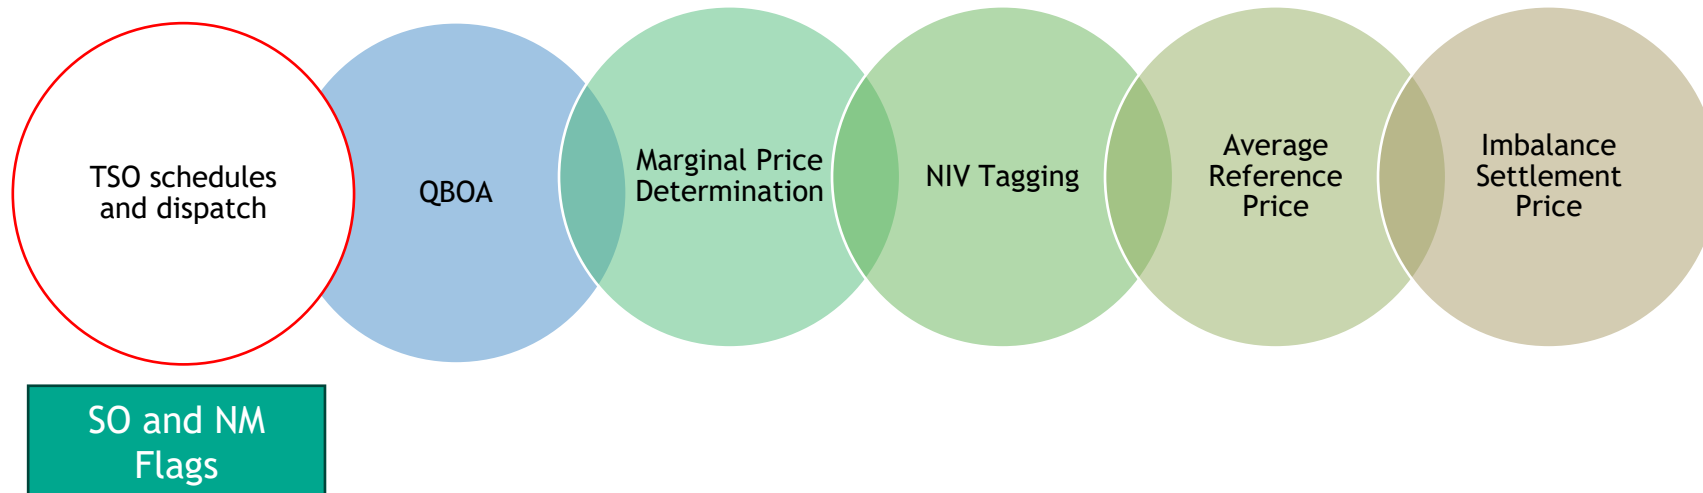 TSO schedules
and dispatch
QBOA
Marginal Price
Determination
NIV Tagging
Average
Reference
Price
Imbalance
Settlement
Price
SO and NM
Flags